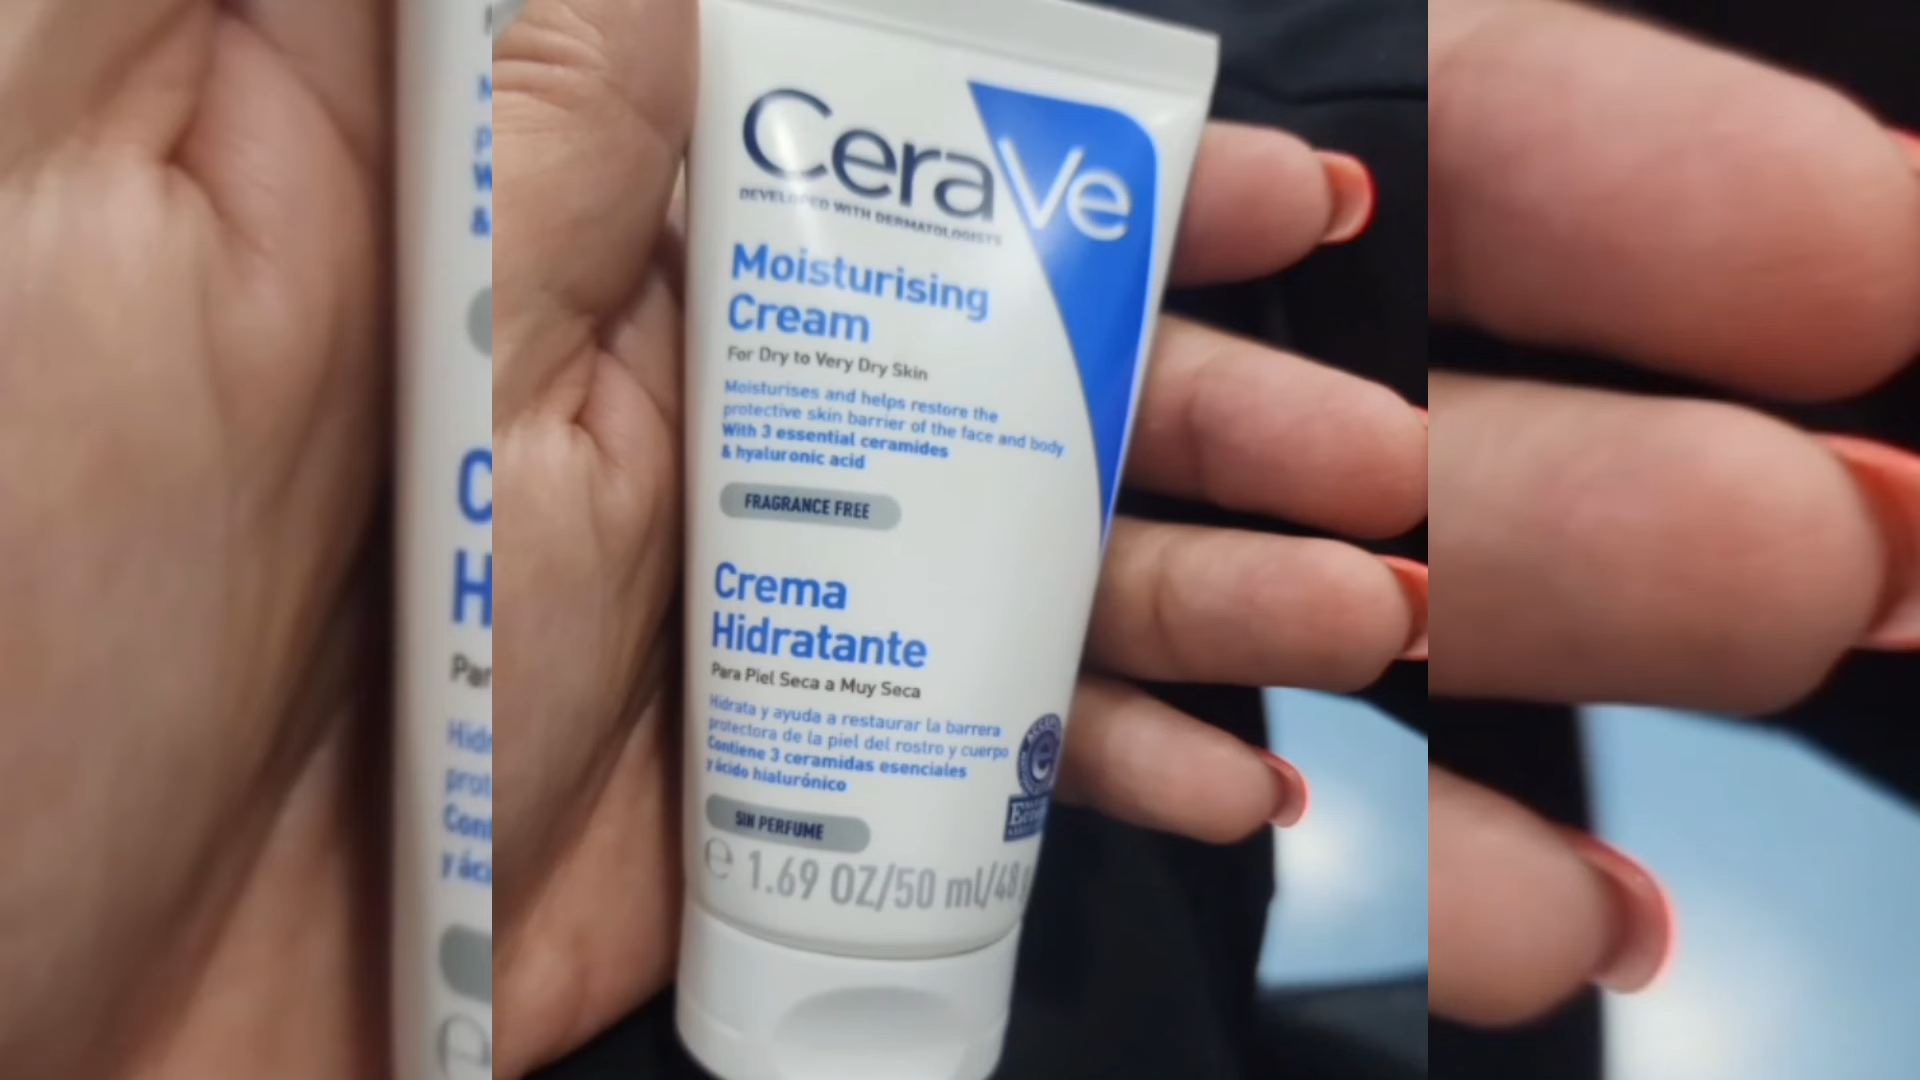 CeraVe
DEVELOPED WITH DERMATOLOGISTS
Moisturising
Cream
For Dry to Very Dry Skin
Moisturises and helps restore the
protective skin barrier of the face and body
With 3 essential ceramides
& hyaluronic acid
FRAGRANCE FREE
Crema
Hidratante
Para Piel Seca a Muy Seca
Hidrata y ayuda a restaurar la barrera
protectora de la piel del rostro y cuerpo
Contiene 3 ceramidas esenciales
y ácido hialurónico
SIN PERFUME
e 1.69 OZ/50 ml/48